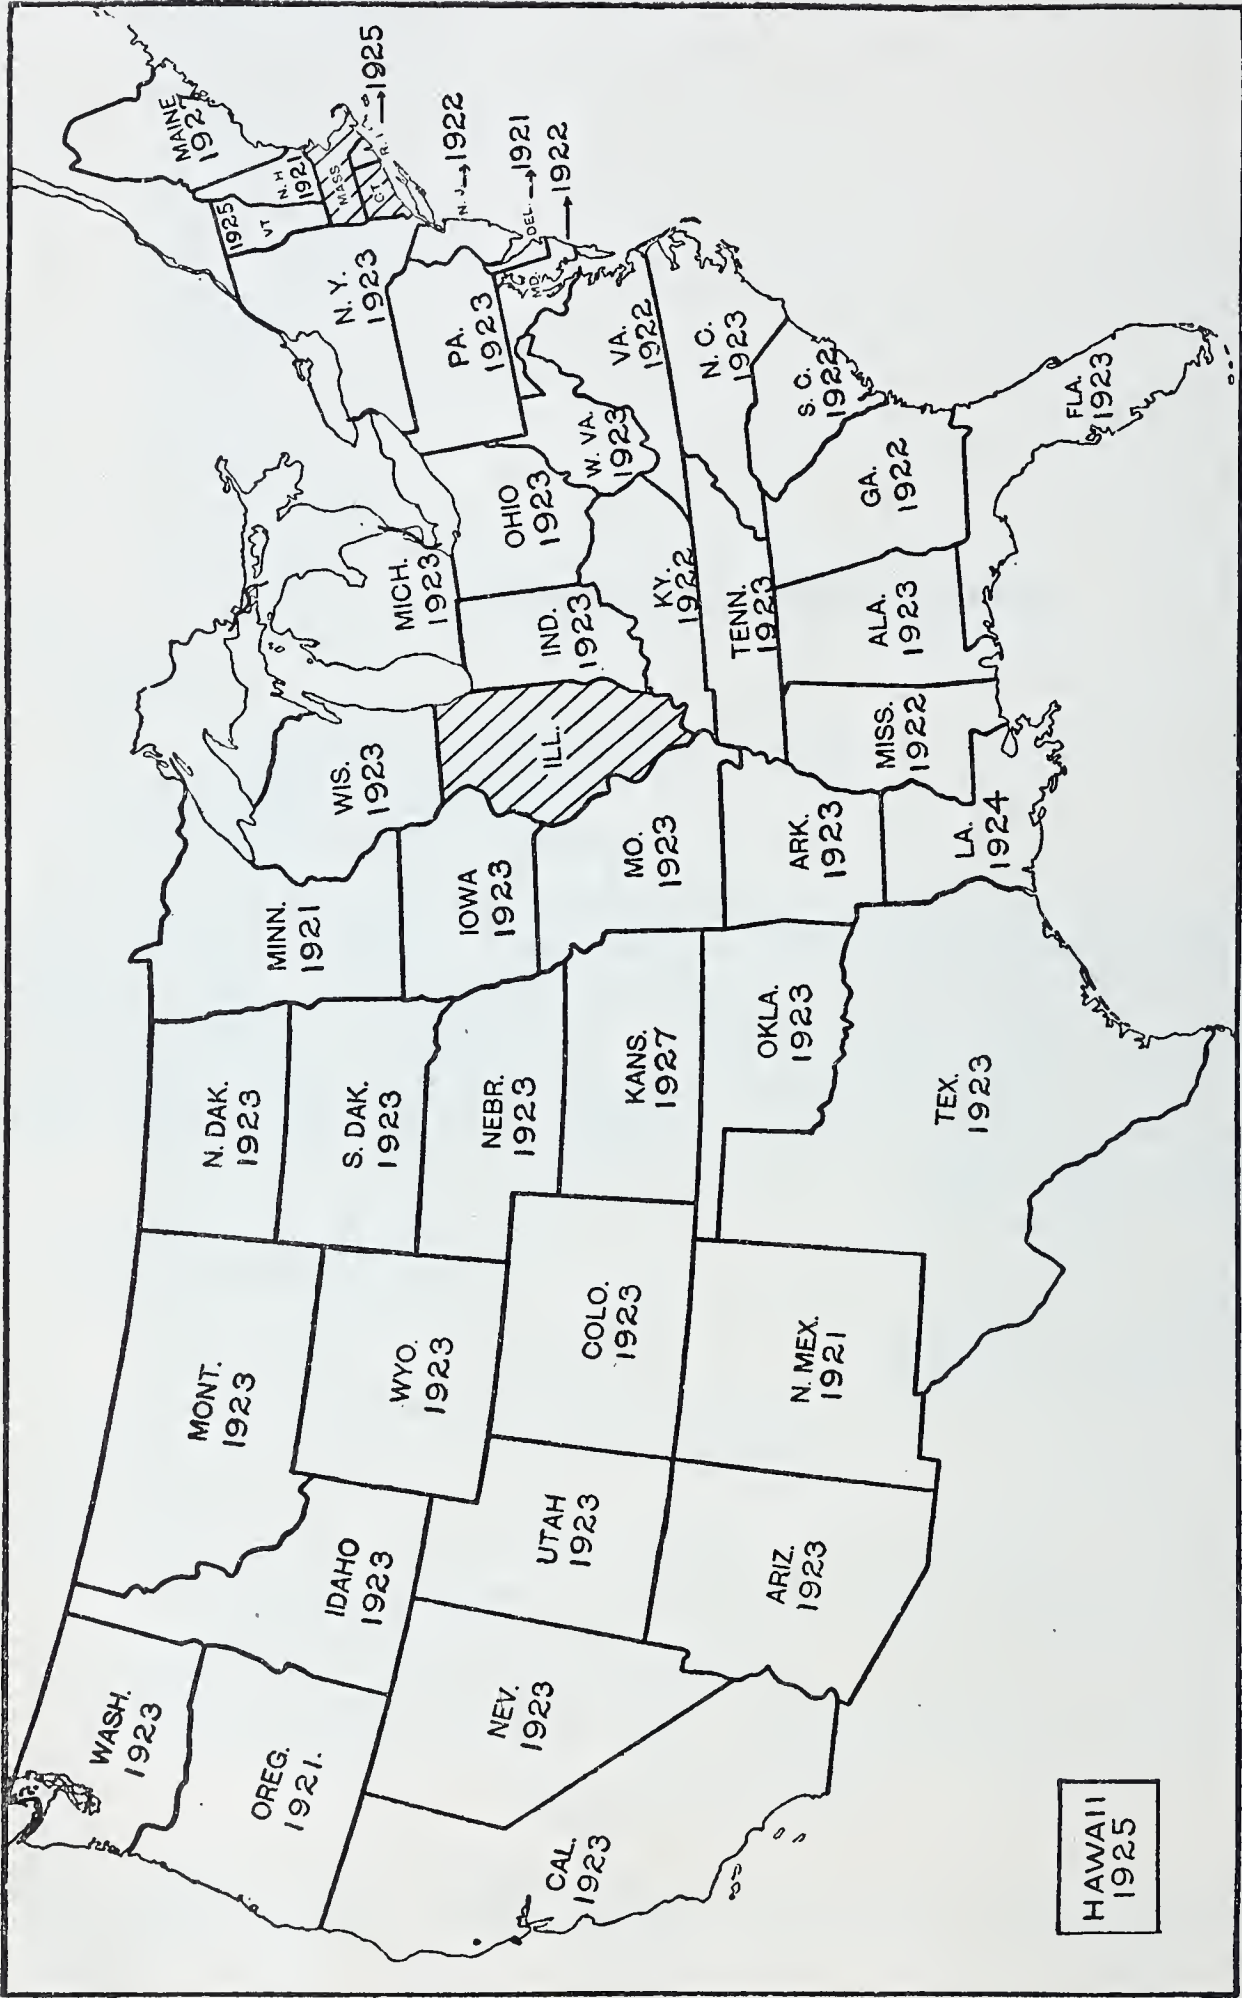 WASH.
1923
OREG.
1921.
CAL.
1923
NEV.
1923
IDAHO
1923
MONT.
1923
WYO.
1923
UTAH
1923
ARIZ.
1923
COLO.
1923
N. MEX.
1921
N. DAK.
1923
S. DAK.
1923
NEBR.
1923
KANS.
1927
OKLA.
1923
TEX.
1923
MINN.
1921
IOWA
1923
MO.
1923
ARK.
1923
LA.
1924
WIS.
1923
ILL.
MICH.
1923
IND.
1923
OHIO
1923
KY.
1922
TENN.
1923
MISS.
1922
ALA.
1923
GA.
1922
FLA.
1923
S. C.
1922
N. C.
1923
VA.
1922
W. VA.
1923
PA.
1923
N. Y.
1923
1925
VT
N. H
1921
MAINE
1927
MASS
CT.
R. I. 1925
N. J. 1922
DEL. 1921
MD. 1922
HAWAII
1925